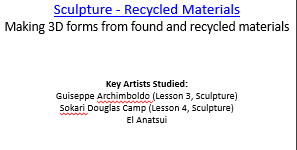 Sculpture - Recycled Materials
Making 3D forms from found and recycled materials
Key Artists Studied:
Guiseppe Archimboldo (Lesson 3, Sculpture)
Sokari Douglas Camp (Lesson 4, Sculpture)
El Anatsui